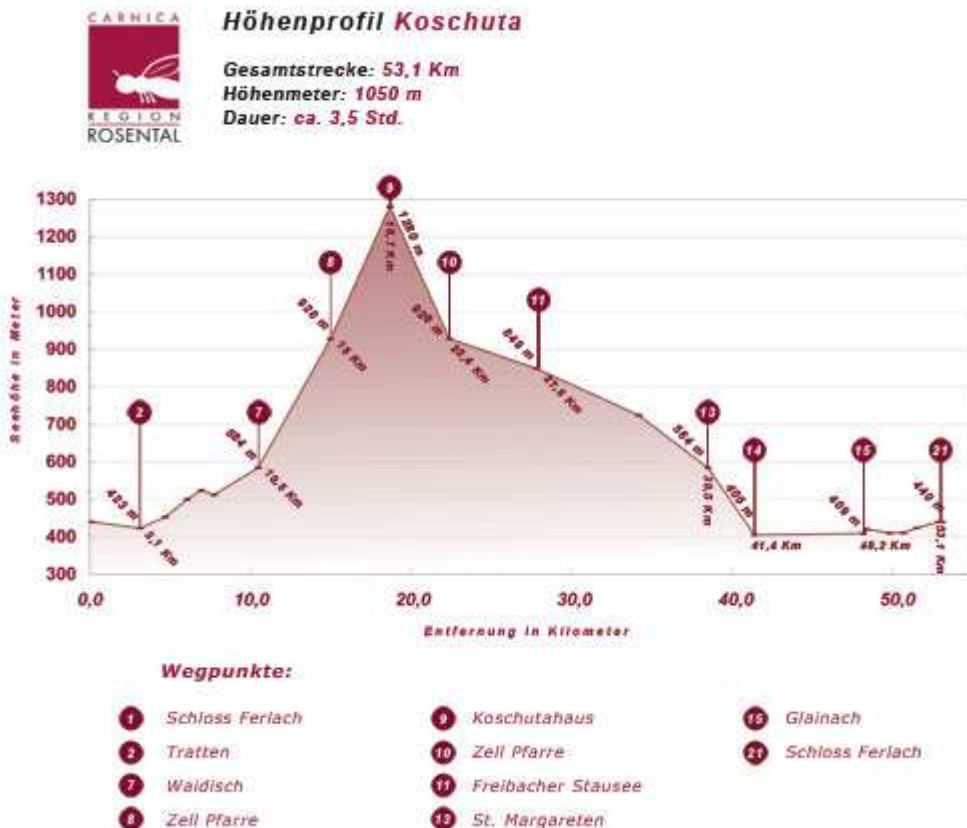 CARNICA
REGION
ROSENTAL
Höhenprofil Koschuta
Gesamtstrecke: 53,1 Km
Höhenmeter: 1050 m
Dauer: ca. 3,5 Std.
Seehöhe in Meter
1300
1200
1100
1000
900
800
700
600
500
400
300
2
423 m
3,1 Km
7
584 m
10,5 Km
8
928 m
15 Km
9
1280 m
18,7 Km
10
928 m
22,4 Km
11
848 m
27,8 Km
13
584 m
14
405 m
41,4 Km
15
409 m
48,2 Km
21
440 m
53,1 Km
0,0
10,0
20,0
30,0
40,0
50,0
Entfernung in Kilometer
Wegpunkte:
1 Schloss Ferlach
2 Tratten
7 Waidisch
8 Zell Pfarre
9 Koschutahaus
10 Zell Pfarre
11 Freibacher Stausee
13 St. Margareten
15 Glainach
21 Schloss Ferlach